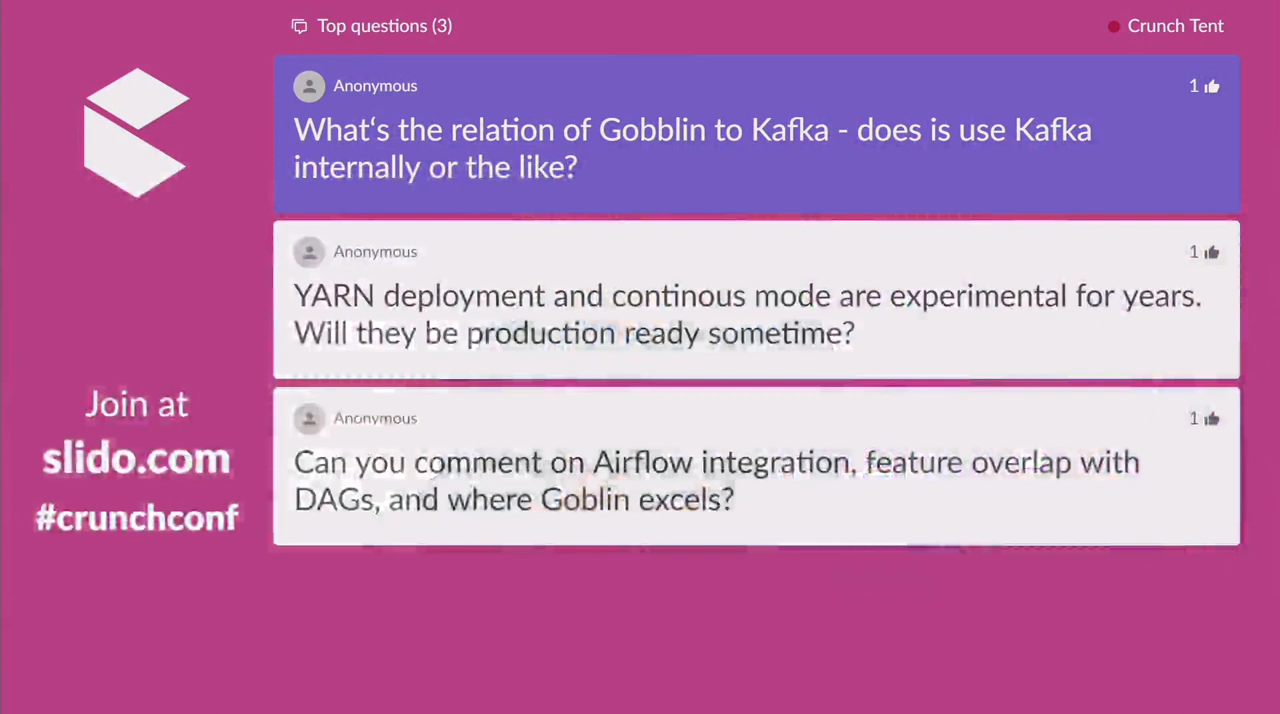 Top questions (3)
Crunch Tent
Anonymous
1
What‘s the relation of Gobblin to Kafka - does is use Kafka
internally or the like?
Anonymous
1
YARN deployment and continous mode are experimental for years.
Will they be production ready sometime?
Anonymous
1
Can you comment on Airflow integration, feature overlap with
DAGs, and where Goblin excels?
Join at
slido.com
#crunchconf